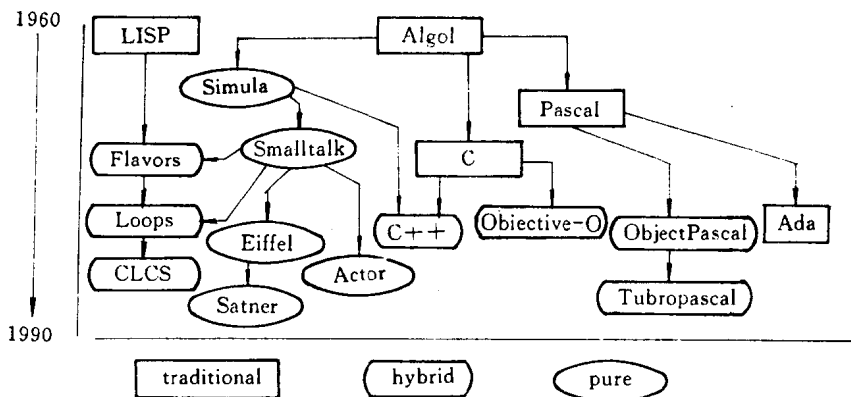 1960
LISP
Algol
Simula
Pascal
Flavors
Smalltalk
C
Loops
Eiffel
C++
Obiective-O
ObjectPascal
Ada
CLCS
Actor
Satner
Tubropascal
1990
traditional
hybrid
pure